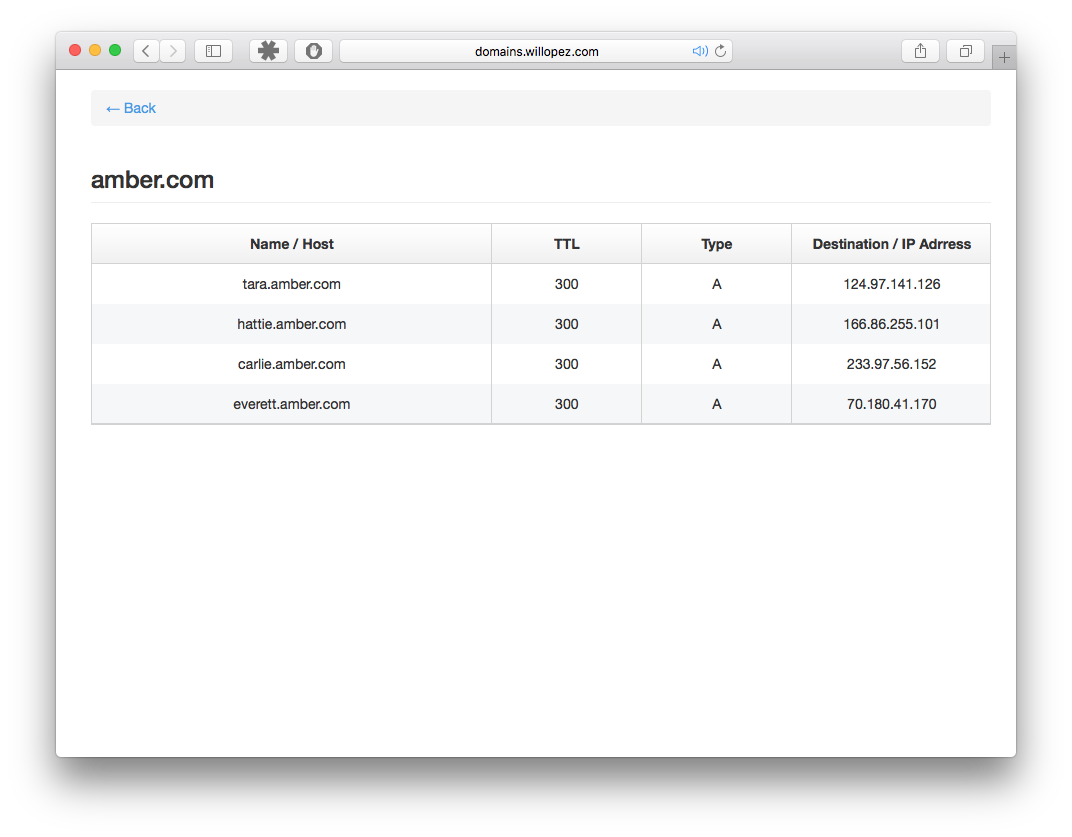 domains.willopez.com
← Back
amber.com
Name / Host TTL Type Destination / IP Adrress
tara.amber.com 300 A 124.97.141.126
hattie.amber.com 300 A 166.86.255.101
carlie.amber.com 300 A 233.97.56.152
everett.amber.com 300 A 70.180.41.170